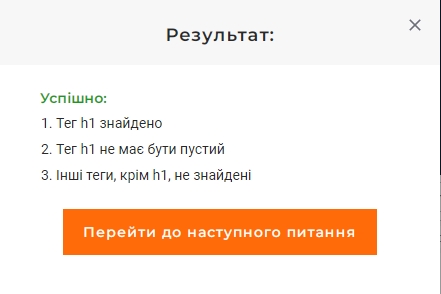 Результат:
Успішно:
1. Тег h1 знайдено
2. Тег h1 не має бути пустий
3. Інші теги, крім h1, не знайдені
Перейти до наступного питання